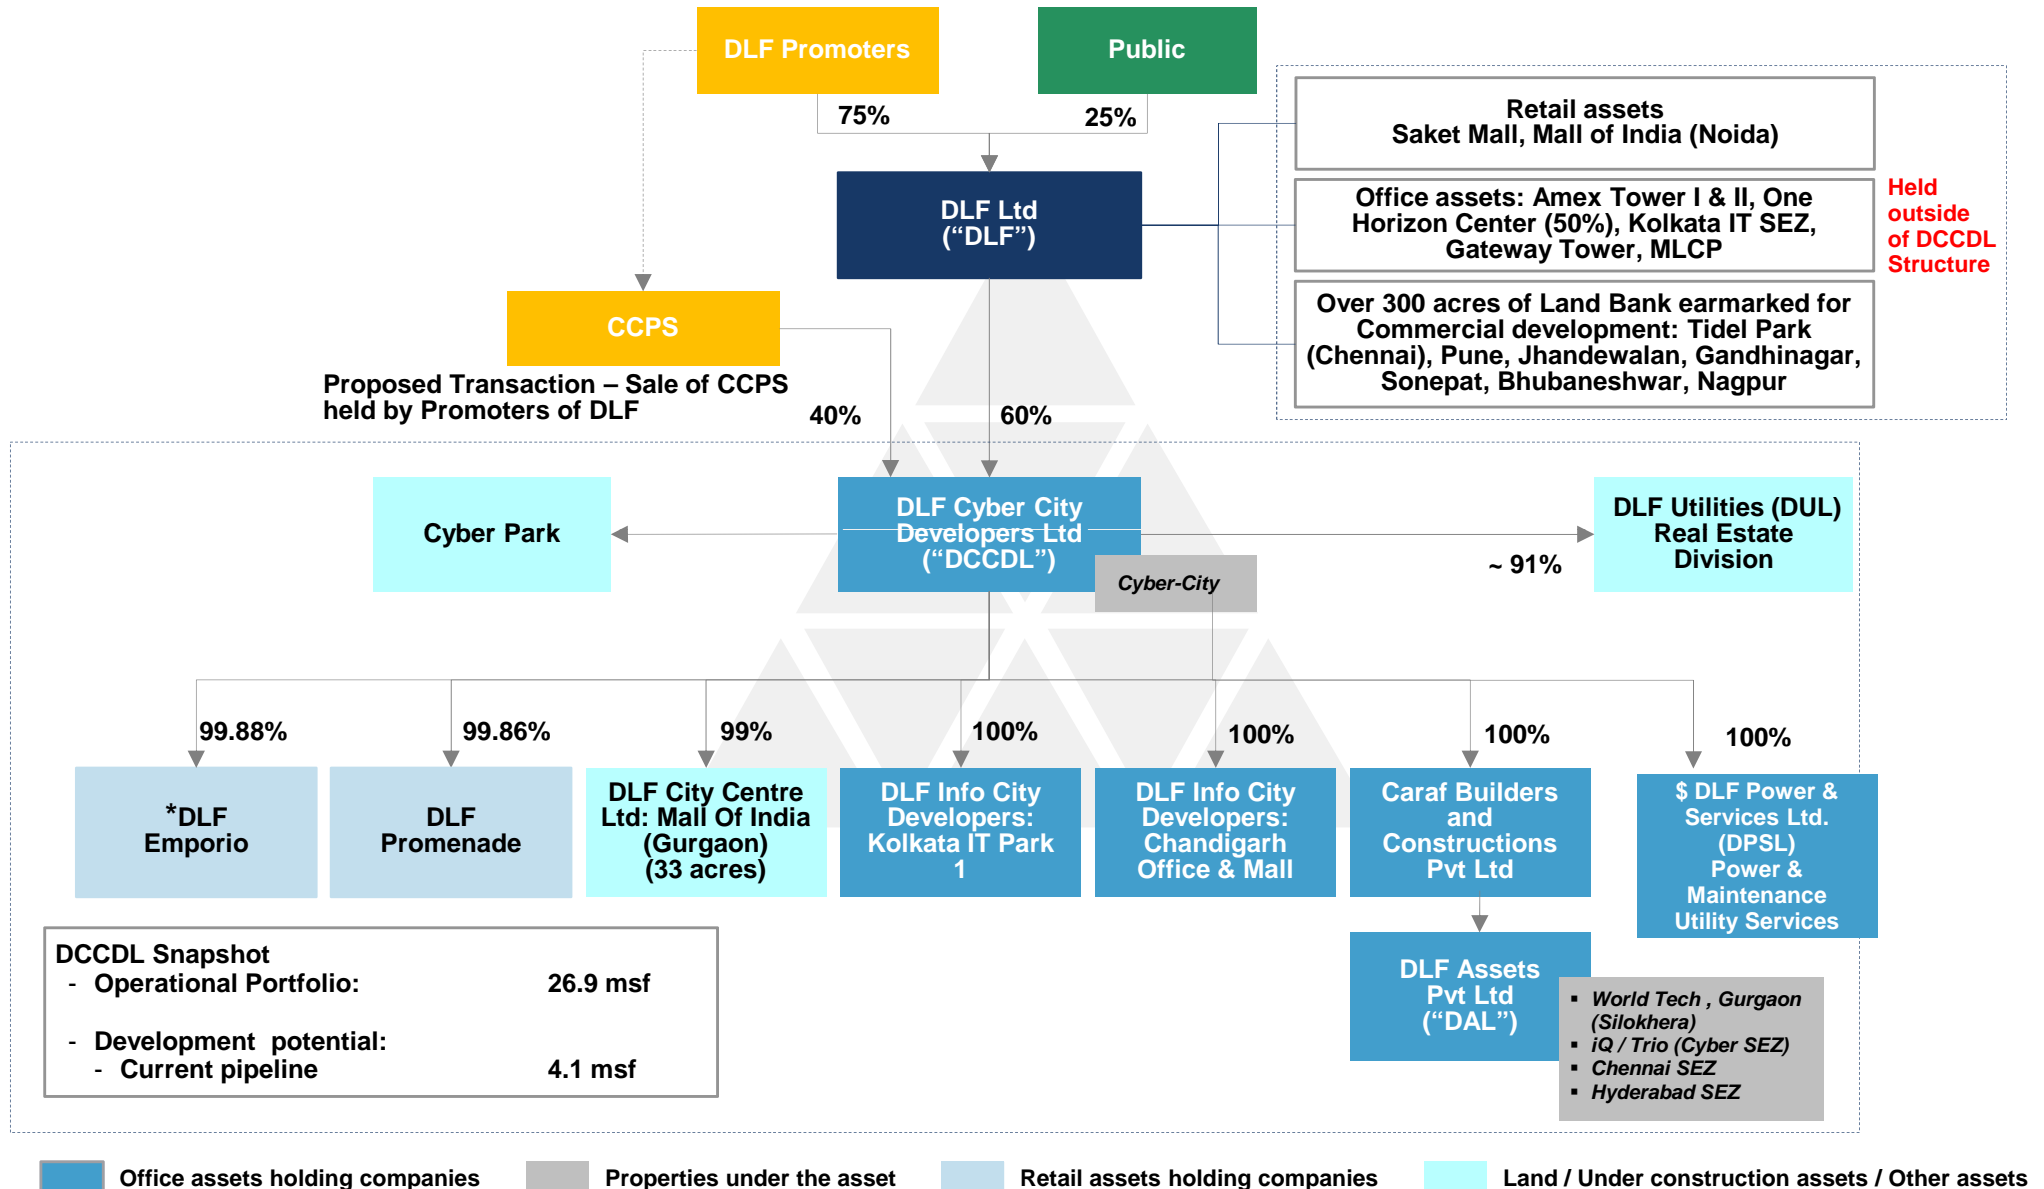 DLF Promoters
Public
75%
25%
DLF Ltd
(“DLF”)
Retail assets
Saket Mall, Mall of India (Noida)
Office assets: Amex Tower I & II, One
Horizon Center (50%), Kolkata IT SEZ,
Gateway Tower, MLCP
Over 300 acres of Land Bank earmarked for
Commercial development: Tidel Park
(Chennai), Pune, Jhandewalan, Gandhinagar,
Sonepat, Bhubaneshwar, Nagpur
Held
outside
of DCCDL
Structure
CCPS
Proposed Transaction – Sale of CCPS
held by Promoters of DLF
40%
60%
Cyber Park
DLF Cyber City
Developers Ltd
(“DCCDL”)
Cyber-City
~ 91%
DLF Utilities (DUL)
Real Estate
Division
99.88%
99.86%
99%
100%
100%
100%
100%
*DLF
Emporio
DLF
Promenade
DLF City Centre
Ltd: Mall Of India
(Gurgaon)
(33 acres)
DLF Info City
Developers:
Kolkata IT Park
1
DLF Info City
Developers:
Chandigarh
Office & Mall
Caraf Builders
and
Constructions
Pvt Ltd
$ DLF Power &
Services Ltd.
(DPSL)
Power &
Maintenance
Utility Services
DLF Assets
Pvt Ltd
(“DAL”)
▪ World Tech , Gurgaon
(Silokhera)
▪ iQ / Trio (Cyber SEZ)
▪ Chennai SEZ
▪ Hyderabad SEZ
DCCDL Snapshot
- Operational Portfolio: 26.9 msf
- Development potential:
- Current pipeline 4.1 msf
Office assets holding companies
Properties under the asset
Retail assets holding companies
Land / Under construction assets / Other assets